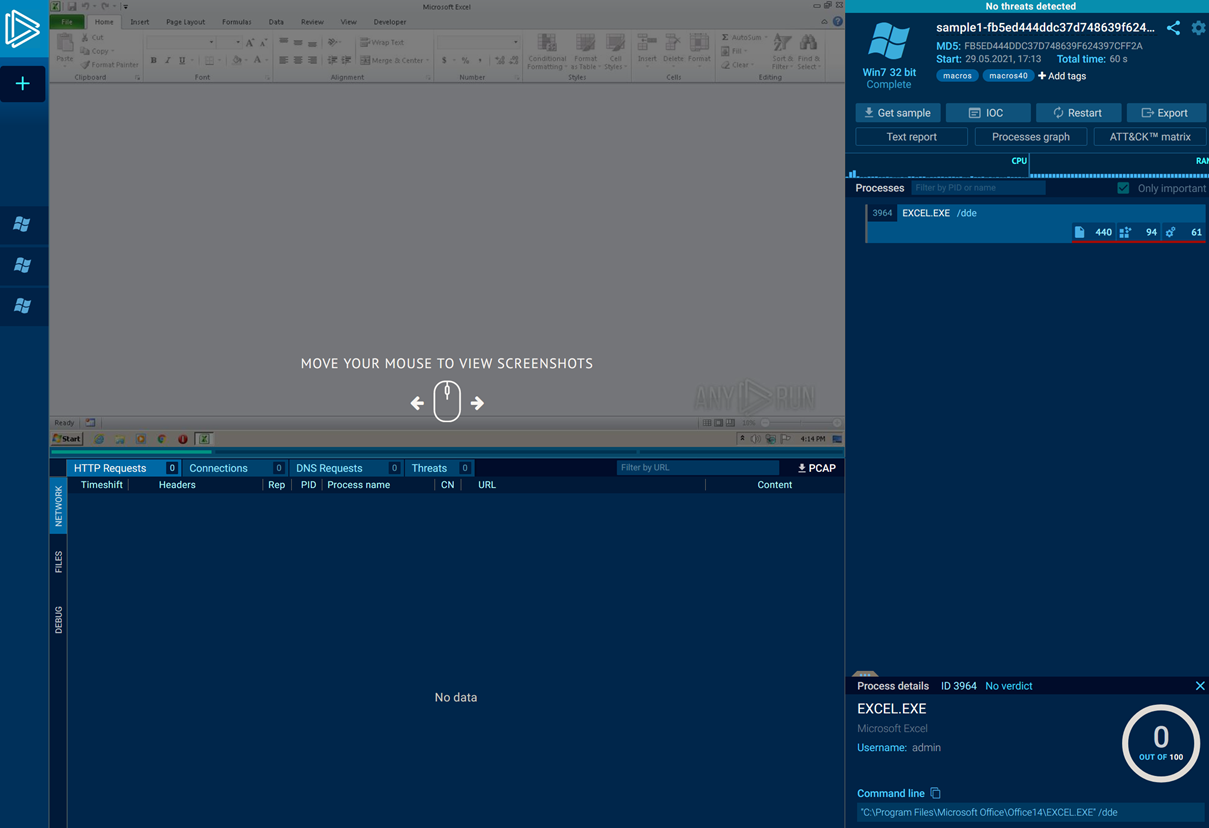 Microsoft Excel
File Home Insert Page Layout Formulas Data Review View Developer
Paste
Cut
Copy
Format Painter
Clipboard
B I U
A A
Font
Wrap Text
Merge & Center
Alignment
$ %
Number
Conditional Formatting
Format as Table
Cell Styles
Styles
Insert Delete Format
Cells
AutoSum
Fill
Clear
Sort & Filter
Find & Select
Editing
MOVE YOUR MOUSE TO VIEW SCREENSHOTS
ANY RUN
Ready
Start
4:14 PM
HTTP Requests 0 Connections 0 DNS Requests 0 Threats 0 Filter by URL PCAP
Timeshift Headers Rep PID Process name CN URL Content
NETWORK
FILES
DEBUG
No data
No threats detected
Win7 32 bit
Complete
sample1-fb5ed444ddc37d748639f624...
MD5: FB5ED444DDC37D748639F624397CFF2A
Start: 29.05.2021, 17:13 Total time: 60 s
macros macros40 + Add tags
Get sample IOC Restart Export
Text report Processes graph ATT&CK™ matrix
CPU RAM
Processes Filter by PID or name Only important
3964 EXCEL.EXE /dde
440 94 61
Process details ID 3964 No verdict
EXCEL.EXE
Microsoft Excel
Username: admin
0
OUT OF 100
Command line
"C:\Program Files\Microsoft Office\Office14\EXCEL.EXE" /dde